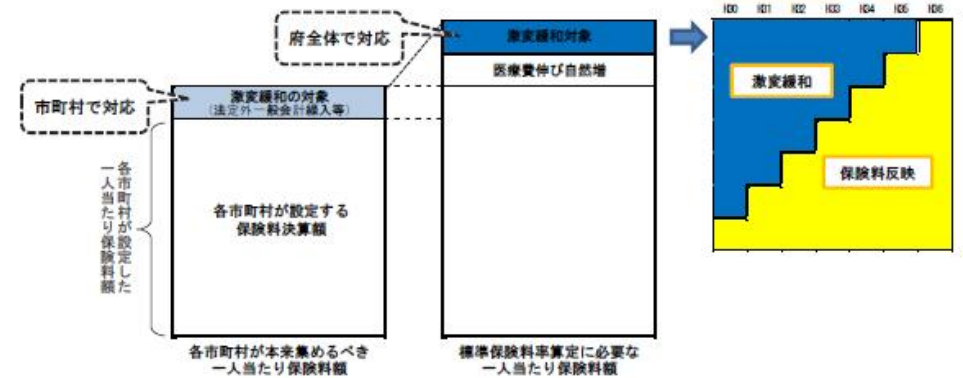 市町村で対応
激変緩和の対象
(法定外一般会計繰入等)
各市町村が設定した
一人当たり保険料額
各市町村が設定する
保険料決算額
各市町村が本来集めるべき
一人当たり保険料額
府全体で対応
激変緩和対象
医療費伸び自然増
標準保険料率算定に必要な
一人当たり保険料額
H30 H31 H32 H33 H34 H35 H36
激変緩和
保険料反映